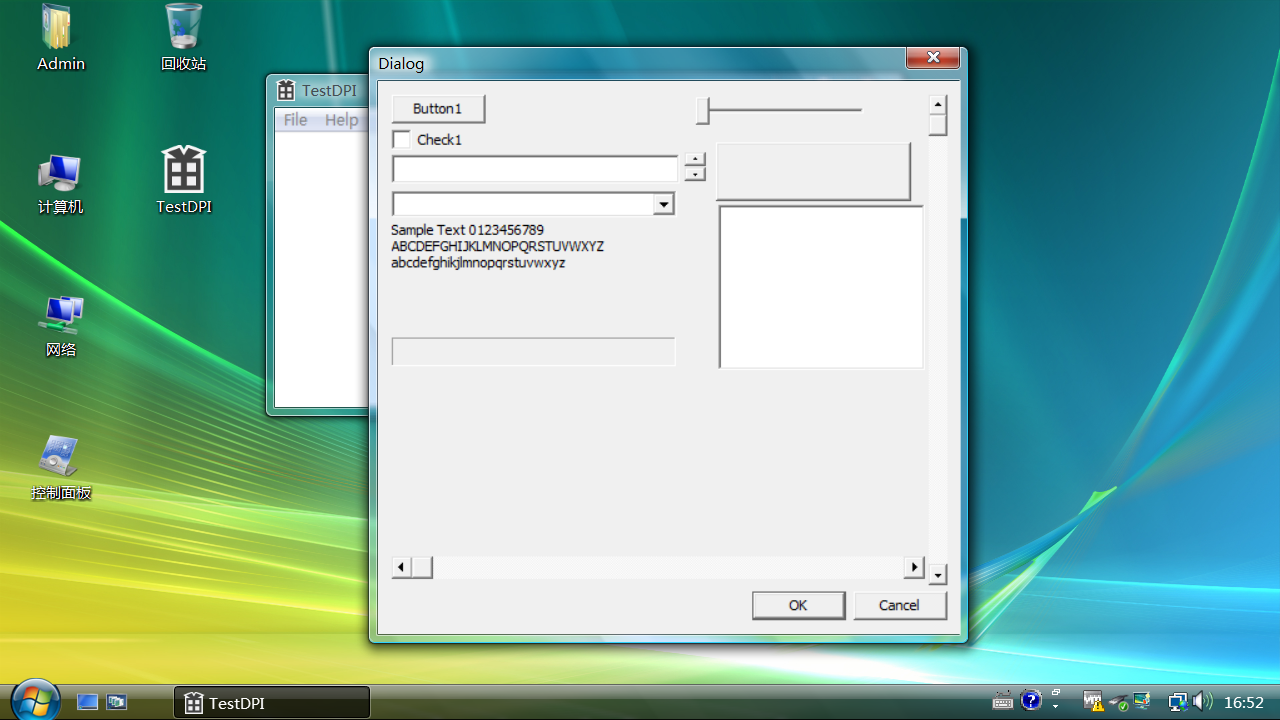 Admin
回收站
计算机
TestDPI
网络
控制面板
TestDPI
File Help
Dialog
Button1
Check1
Sample Text 0123456789
ABCDEFGHIJKLMNOPQRSTUVWXYZ
abcdefghikjlmnopqrstuvwxyz
OK
Cancel
TestDPI
16:52